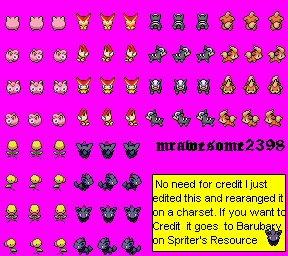 mrawesome2398
No need for credit I just
edited this and rearanged it
on a charset. If you want to
Credit it goes to Barubary
on Spriter's Resource